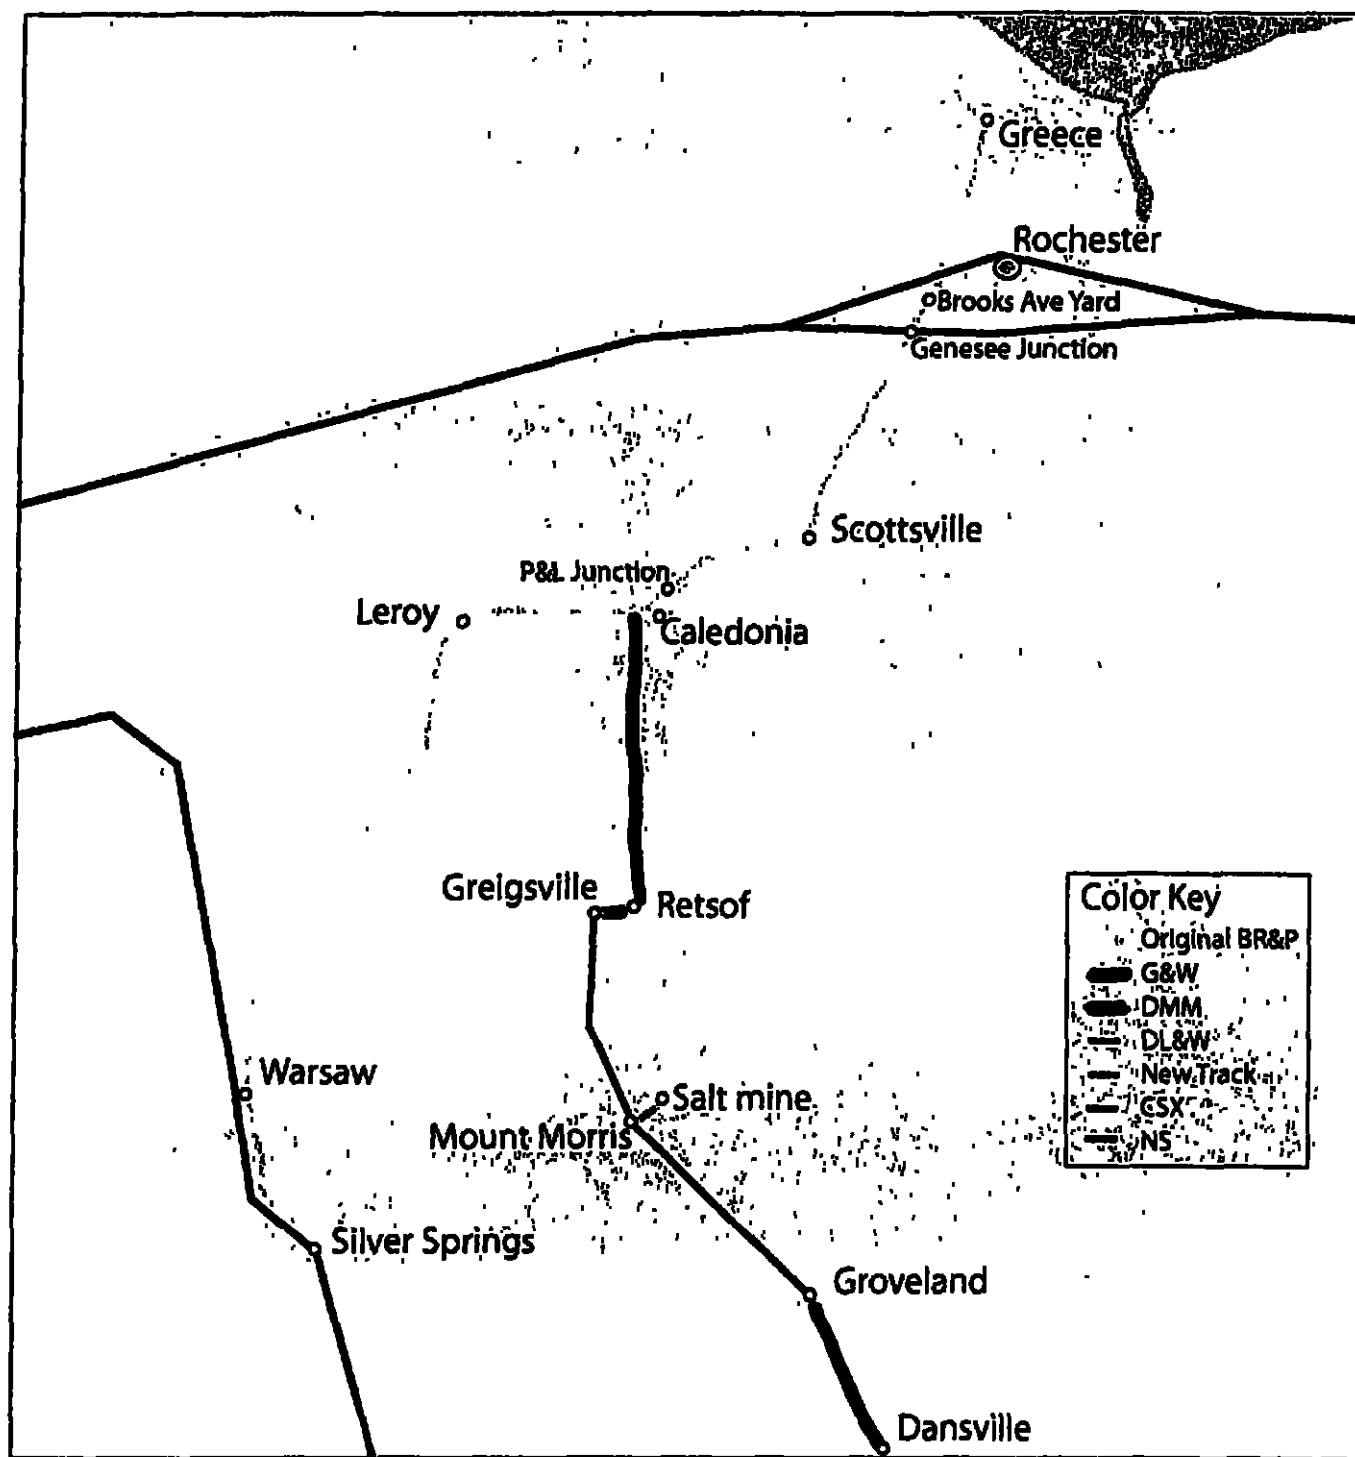 Greece
Rochester
Brooks Ave Yard
Genesee Junction
Scottsville
P&L Junction
Leroy
Caledonia
Greigsville
Retsof
Color Key
Original BR&P
G&W
DMM
DL&W
New Track
CSX
NS
Warsaw
Salt mine
Mount Morris
Silver Springs
Groveland
Dansville